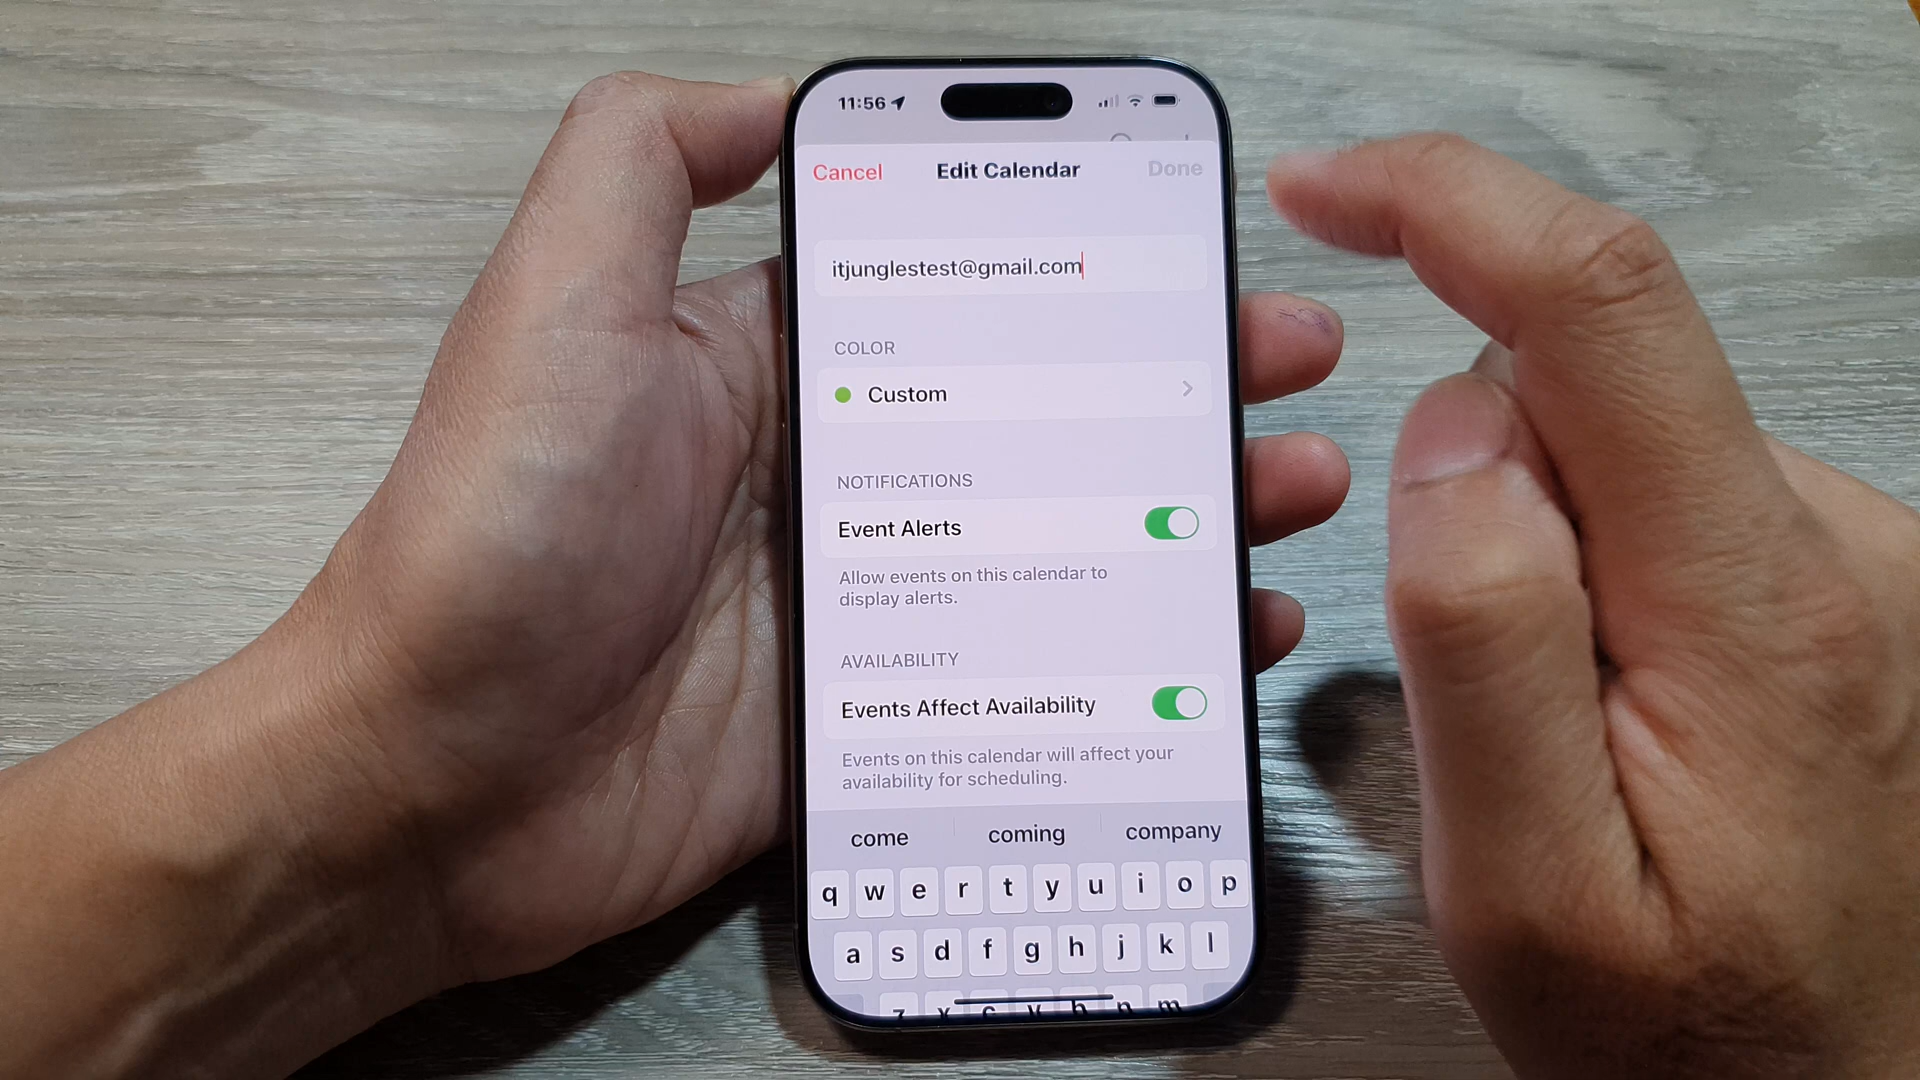 11:56
Cancel Edit Calendar Done
itjunglestest@gmail.com
COLOR
Custom
NOTIFICATIONS
Event Alerts
Allow events on this calendar to
display alerts.
AVAILABILITY
Events Affect Availability
Events on this calendar will affect your
availability for scheduling.
come coming company
q w e r t y u i o p
a s d f g h j k l
z x c v b n m